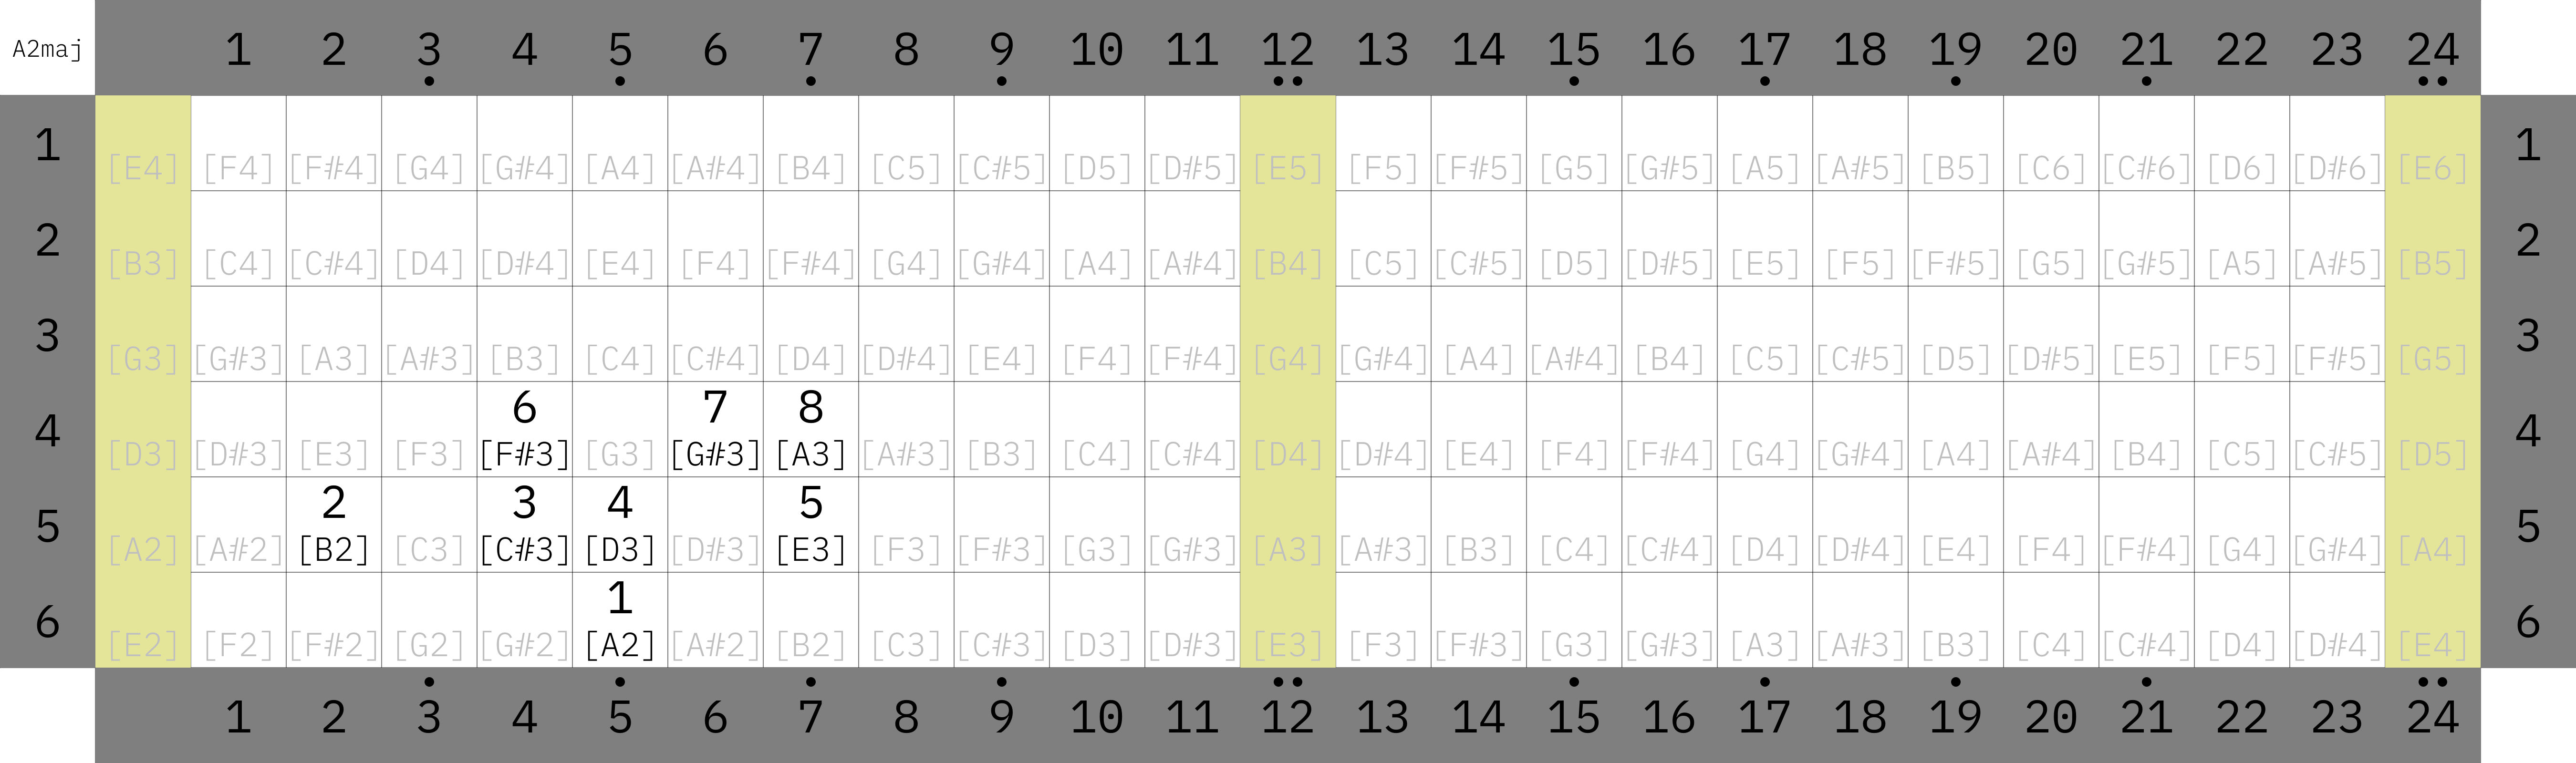 A2maj 1 2 3 4 5 6 7 8 9 10 11 12 13 14 15 16 17 18 19 20 21 22 23 24
1 [E4] [F4] [F#4] [G4] [G#4] [A4] [A#4] [B4] [C5] [C#5] [D5] [D#5] [E5] [F5] [F#5] [G5] [G#5] [A5] [A#5] [B5] [C6] [C#6] [D6] [D#6] [E6] 1
2 [B3] [C4] [C#4] [D4] [D#4] [E4] [F4] [F#4] [G4] [G#4] [A4] [A#4] [B4] [C5] [C#5] [D5] [D#5] [E5] [F5] [F#5] [G5] [G#5] [A5] [A#5] [B5] 2
3 [G3] [G#3] [A3] [A#3] [B3] [C4] [C#4] [D4] [D#4] [E4] [F4] [F#4] [G4] [G#4] [A4] [A#4] [B4] [C5] [C#5] [D5] [D#5] [E5] [F5] [F#5] [G5] 3
6 7 8
4 [D3] [D#3] [E3] [F3] [F#3] [G3] [G#3] [A3] [A#3] [B3] [C4] [C#4] [D4] [D#4] [E4] [F4] [F#4] [G4] [G#4] [A4] [A#4] [B4] [C5] [C#5] [D5] 4
2 3 4 5
5 [A2] [A#2] [B2] [C3] [C#3] [D3] [D#3] [E3] [F3] [F#3] [G3] [G#3] [A3] [A#3] [B3] [C4] [C#4] [D4] [D#4] [E4] [F4] [F#4] [G4] [G#4] [A4] 5
1
6 [E2] [F2] [F#2] [G2] [G#2] [A2] [A#2] [B2] [C3] [C#3] [D3] [D#3] [E3] [F3] [F#3] [G3] [G#3] [A3] [A#3] [B3] [C4] [C#4] [D4] [D#4] [E4] 6
1 2 3 4 5 6 7 8 9 10 11 12 13 14 15 16 17 18 19 20 21 22 23 24